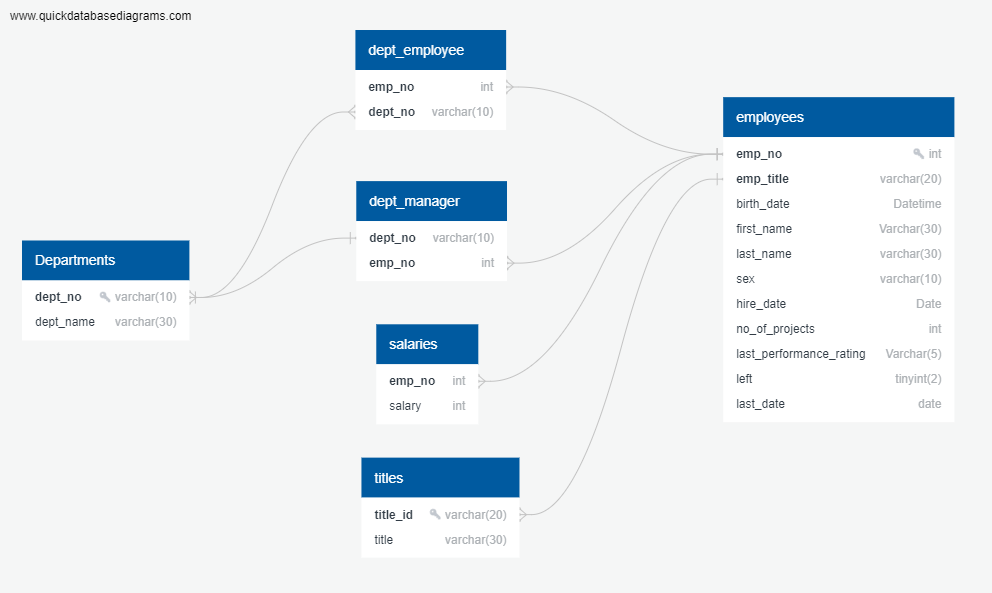 www.quickdatabasediagrams.com
dept_employee
emp_no int
dept_no varchar(10)
dept_manager
dept_no varchar(10)
emp_no int
Departments
dept_no varchar(10)
dept_name varchar(30)
salaries
emp_no int
salary int
titles
title_id varchar(20)
title varchar(30)
employees
emp_no int
emp_title varchar(20)
birth_date Datetime
first_name Varchar(30)
last_name varchar(30)
sex varchar(10)
hire_date Date
no_of_projects int
last_performance_rating Varchar(5)
left tinyint(2)
last_date date